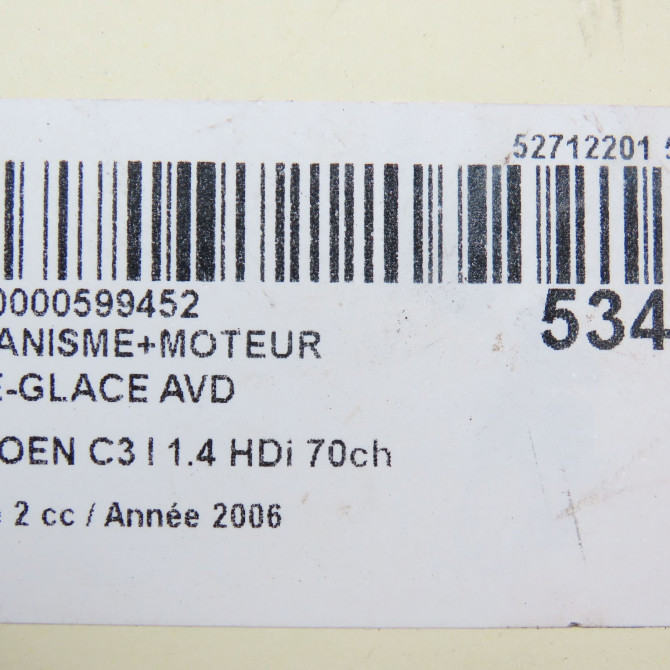 52712201 5
0000599452
534
ANISME+MOTEUR
E-GLACE AVD
OEN C3 I 1.4 HDi 70ch
2 cc / Année 2006